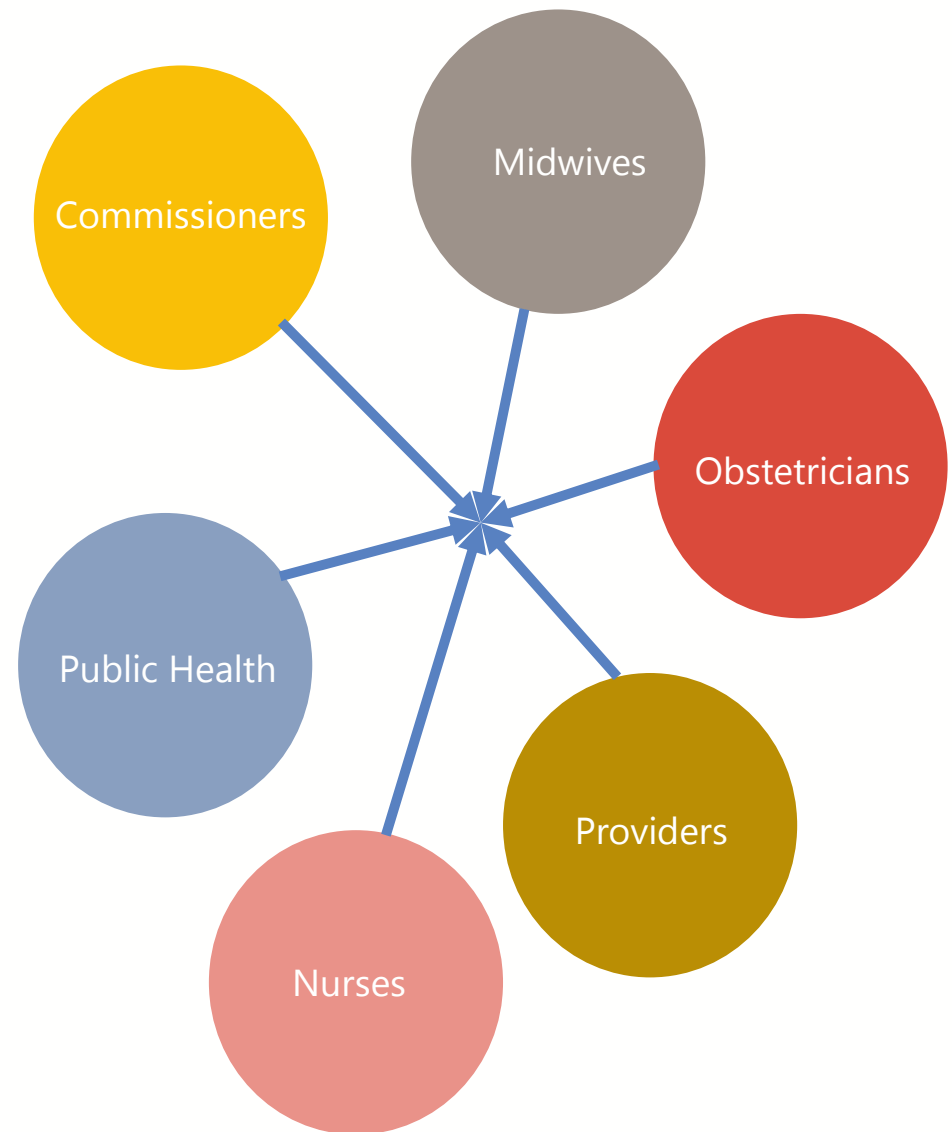 Midwives
Commissioners
Obstetricians
Public Health
Providers
Nurses